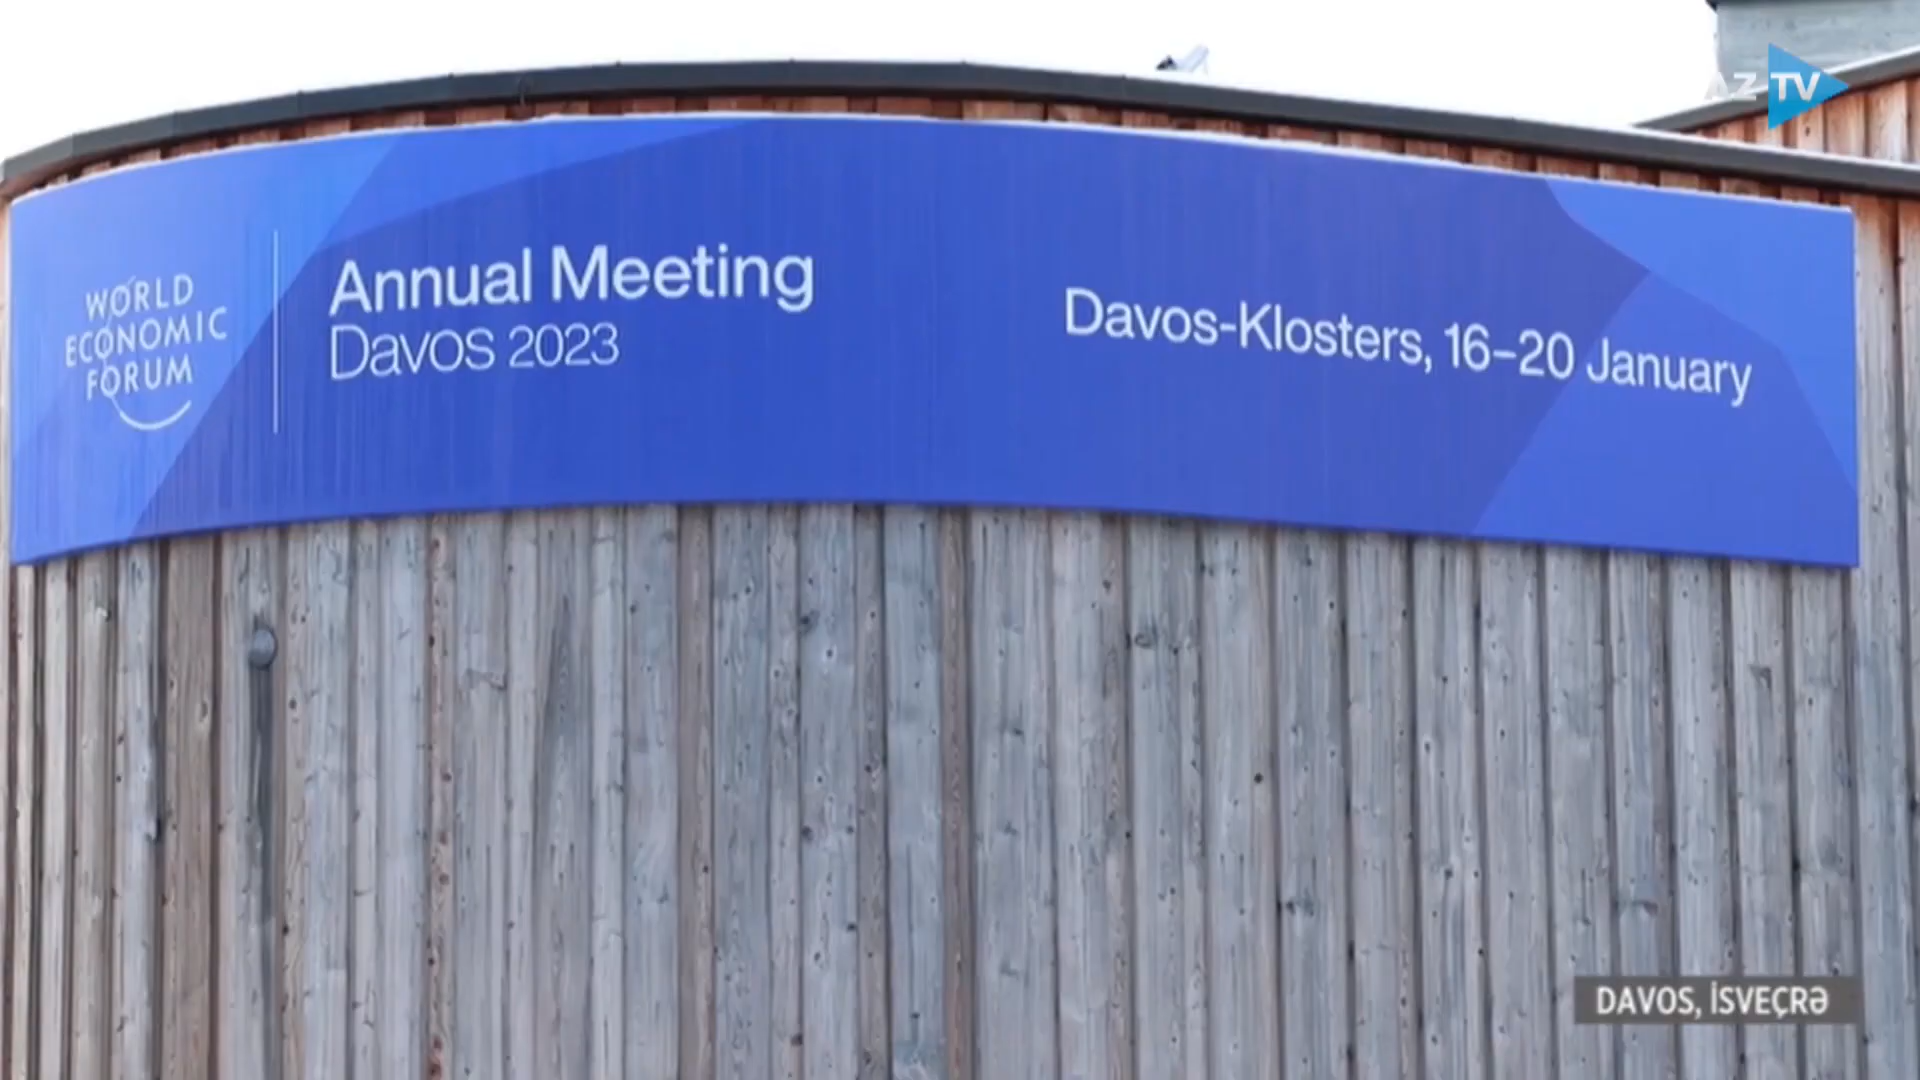 AZTV
WORLD
ECONOMIC
FORUM
Annual Meeting
Davos 2023
Davos-Klosters, 16–20 January
DAVOS, İSVEÇRƏ